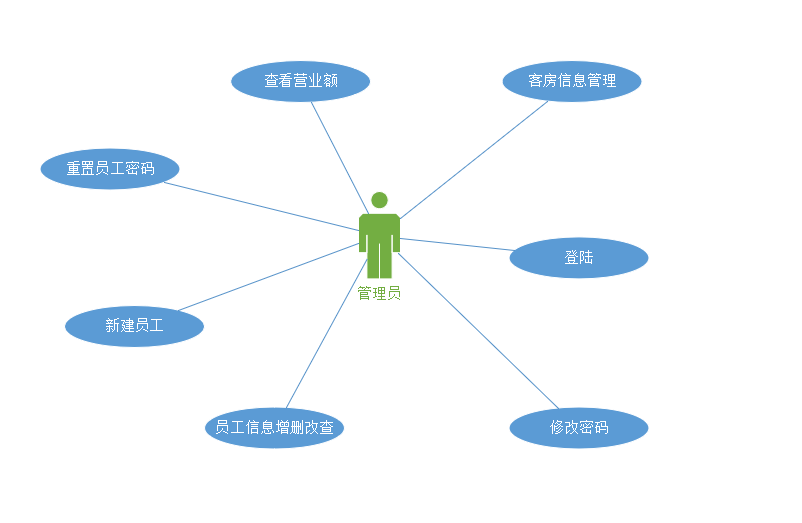 查看营业额
客房信息管理
重置员工密码
登陆
管理员
新建员工
员工信息增删改查
修改密码